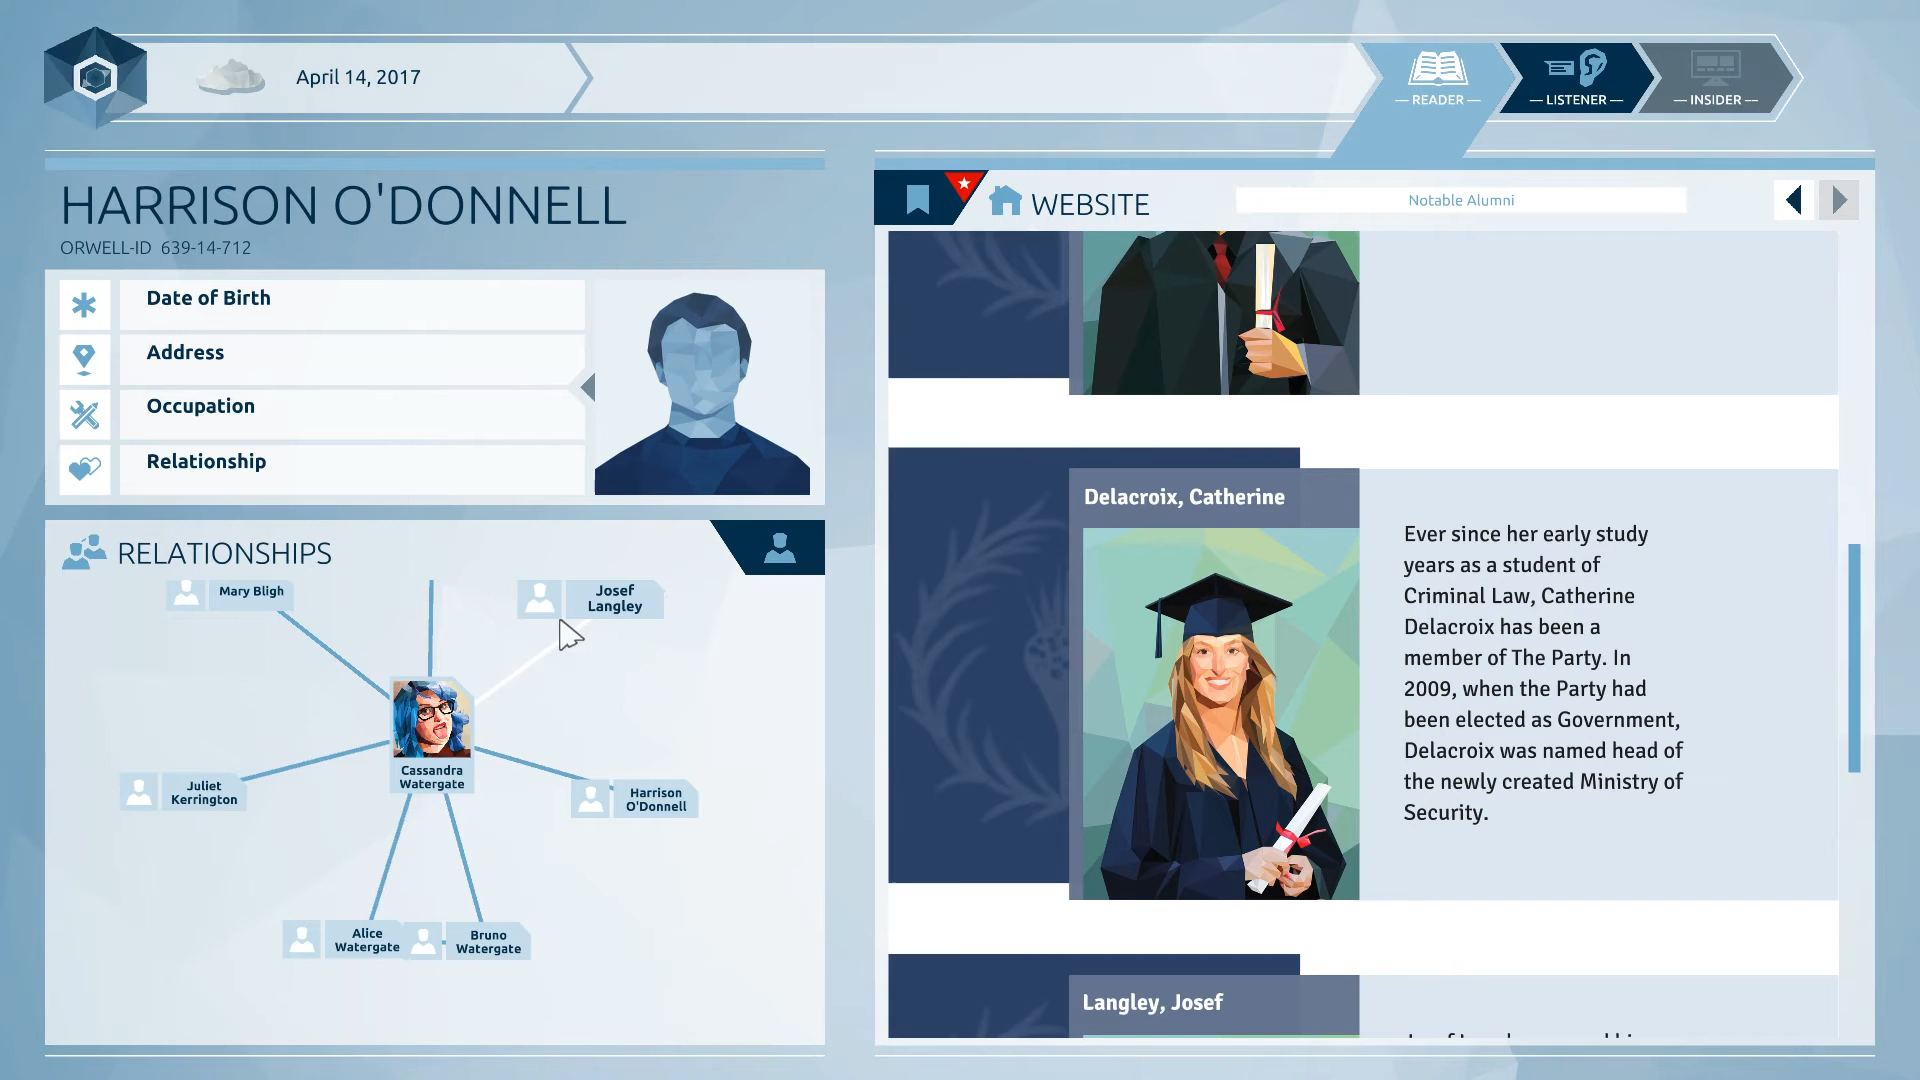 April 14, 2017
— READER —
— LISTENER —
— INSIDER —
HARRISON O'DONNELL
ORWELL-ID 639-14-712
Date of Birth
Address
Occupation
Relationship
RELATIONSHIPS
Mary Bligh
Josef
Langley
Cassandra
Watergate
Juliet
Kerrington
Harrison
O'Donnell
Alice
Watergate
Bruno
Watergate
WEBSITE
Notable Alumni
Delacroix, Catherine
Ever since her early study
years as a student of
Criminal Law, Catherine
Delacroix has been a
member of The Party. In
2009, when the Party had
been elected as Government,
Delacroix was named head of
the newly created Ministry of
Security.
Langley, Josef